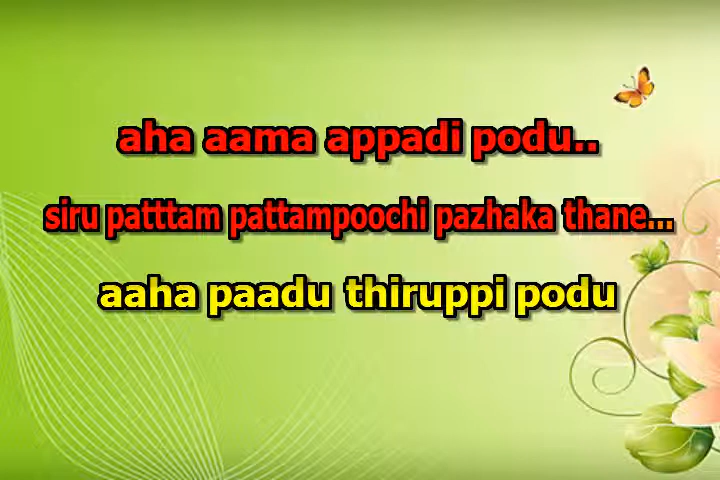 aha aama appadi podu..
siru patttam pattampoochi pazhaka thane...
aaha paadu thiruppi podu